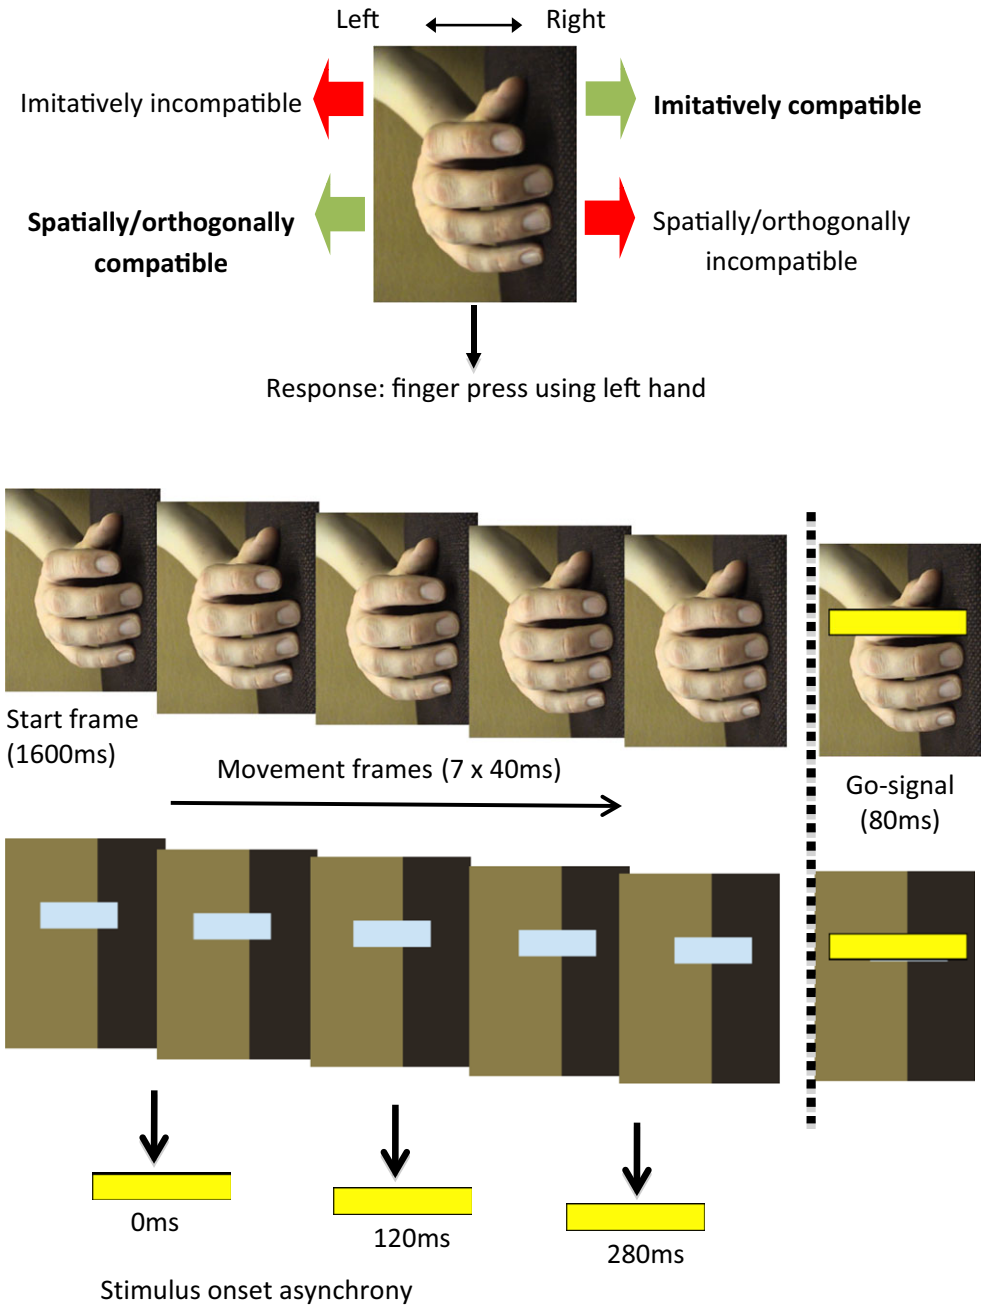 Left
Right
Imitatively incompatible
Imitatively compatible
Spatially/orthogonally
compatible
Spatially/orthogonally
incompatible
Response: finger press using left hand
Start frame
(1600ms)
Movement frames (7 x 40ms)
Go-signal
(80ms)
0ms
120ms
280ms
Stimulus onset asynchrony